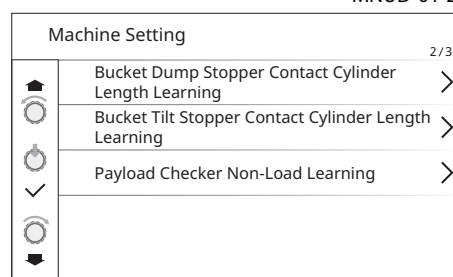 Machine Setting
2/3
Bucket Dump Stopper Contact Cylinder
Length Learning
Bucket Tilt Stopper Contact Cylinder Length
Learning
Payload Checker Non-Load Learning